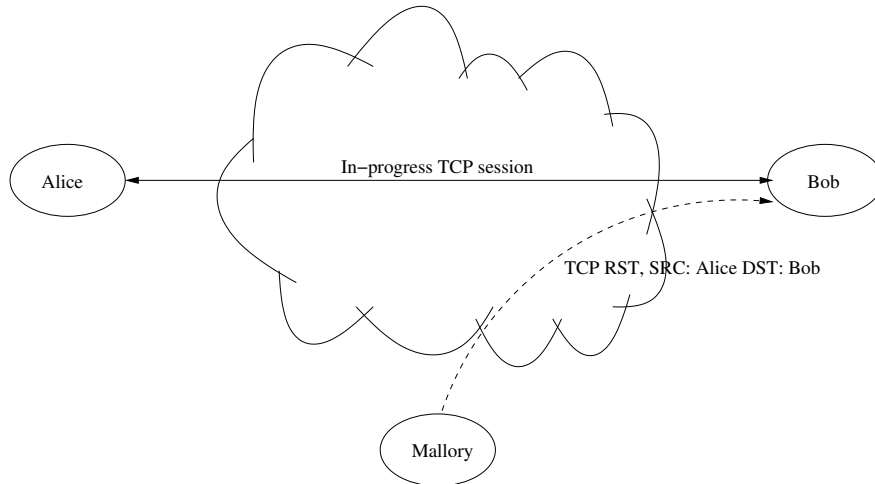 In−progress TCP session
Alice
Bob
TCP RST, SRC: Alice DST: Bob
Mallory